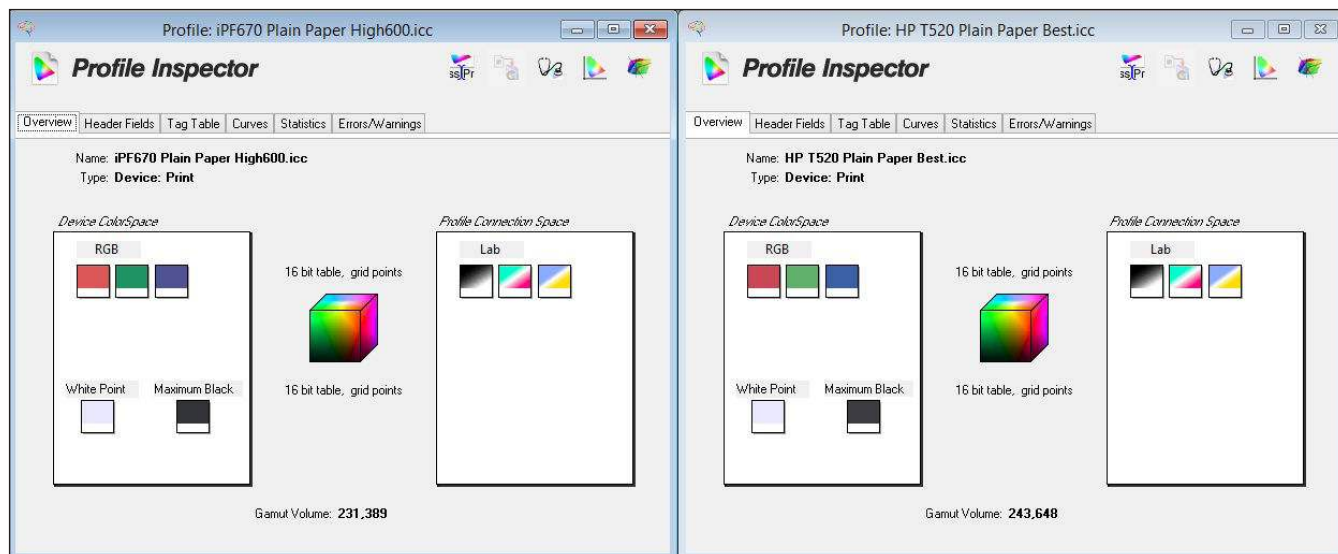 Profile: iPF670 Plain Paper High600.icc
Profile Inspector
ss|Pr
Overview Header Fields Tag Table Curves Statistics Errors/Warnings
Name: iPF670 Plain Paper High600.icc
Type: Device: Print
Device ColorSpace
Profile Connection Space
RGB
Lab
16 bit table, grid points
White Point
Maximum Black
16 bit table, grid points
Gamut Volume: 231,389
Profile: HP T520 Plain Paper Best.icc
Profile Inspector
ss|Pr
Overview Header Fields Tag Table Curves Statistics Errors/Warnings
Name: HP T520 Plain Paper Best.icc
Type: Device: Print
Device ColorSpace
Profile Connection Space
RGB
Lab
16 bit table, grid points
White Point
Maximum Black
16 bit table, grid points
Gamut Volume: 243,648